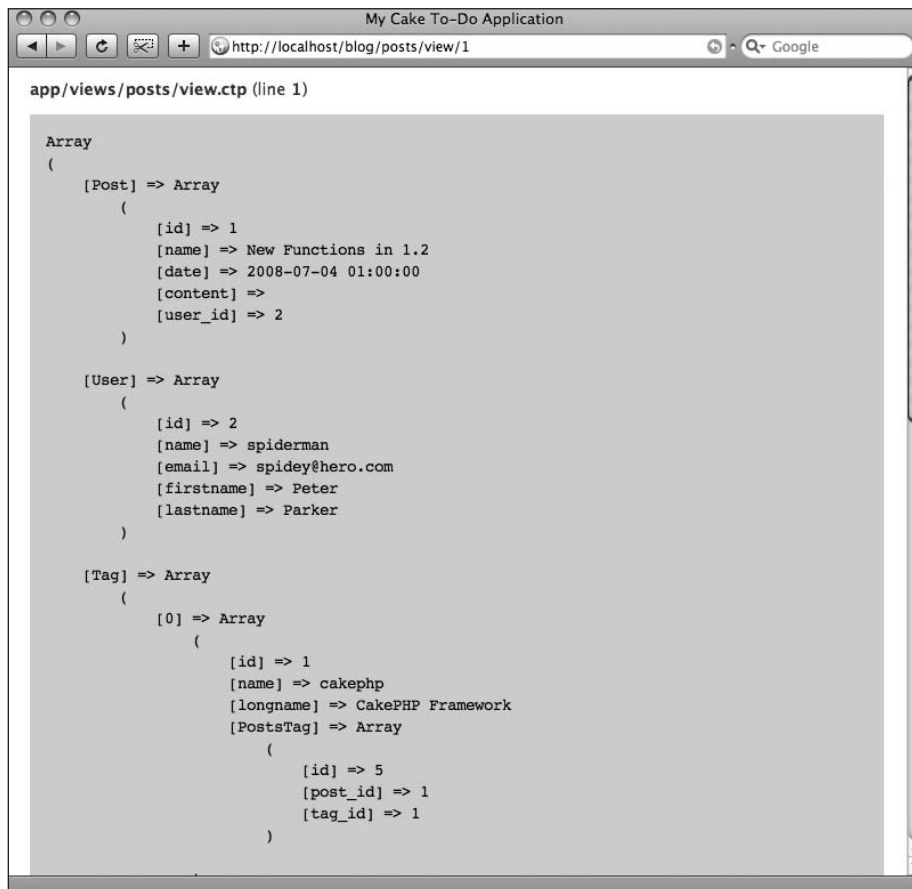 My Cake To-Do Application
http://localhost/blog/posts/view/1
Google
app/views/posts/view.ctp (line 1)
Array
(
    [Post] => Array
        (
            [id] => 1
            [name] => New Functions in 1.2
            [date] => 2008-07-04 01:00:00
            [content] =>
            [user_id] => 2
        )
    [User] => Array
        (
            [id] => 2
            [name] => spiderman
            [email] => spidey@hero.com
            [firstname] => Peter
            [lastname] => Parker
        )
    [Tag] => Array
        (
            [0] => Array
                (
                    [id] => 1
                    [name] => cakephp
                    [longname] => CakePHP Framework
                    [PostsTag] => Array
                        (
                            [id] => 5
                            [post_id] => 1
                            [tag_id] => 1
                        )